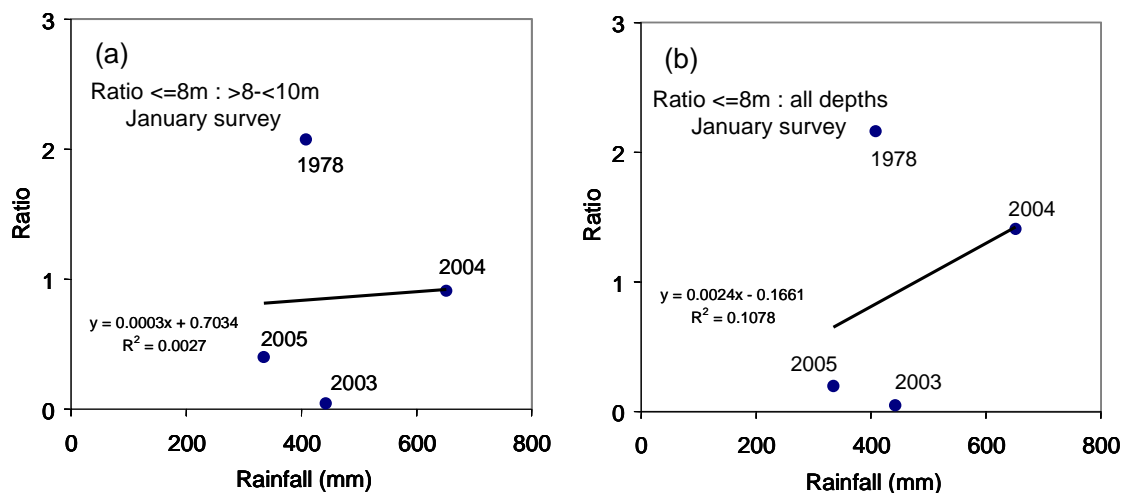 3
(a)
Ratio <=8m : >8-<10m
January survey
2
1978
Ratio
2004
1
y = 0.0003x + 0.7034
R² = 0.0027
2005
2003
0
0 200 400 600 800
Rainfall (mm)
3
(b)
Ratio <=8m : all depths
January survey
2
1978
Ratio
2004
1
y = 0.0024x - 0.1661
R² = 0.1078
2005
2003
0
0 200 400 600 800
Rainfall (mm)